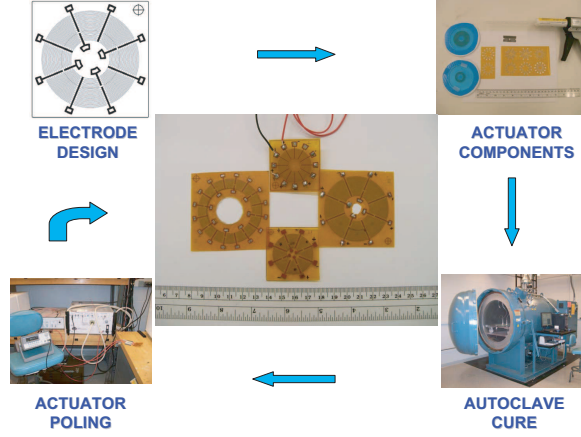 ELECTRODE
DESIGN
ACTUATOR
COMPONENTS
ACTUATOR
POLING
AUTOCLAVE
CURE